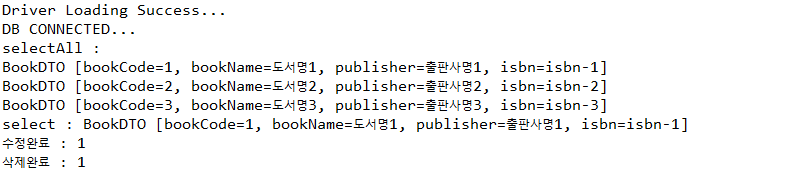 Driver Loading Success...
DB CONNECTED...
selectAll :
BookDTO [bookCode=1, bookName=도서명1, publisher=출판사명1, isbn=isbn-1]
BookDTO [bookCode=2, bookName=도서명2, publisher=출판사명2, isbn=isbn-2]
BookDTO [bookCode=3, bookName=도서명3, publisher=출판사명3, isbn=isbn-3]
select : BookDTO [bookCode=1, bookName=도서명1, publisher=출판사명1, isbn=isbn-1]
수정완료 : 1
삭제완료 : 1